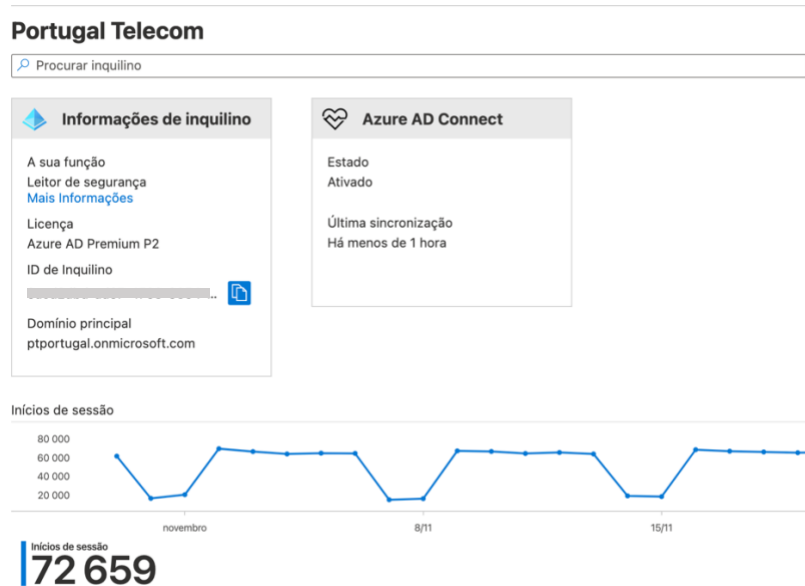 Portugal Telecom
Procurar inquilino
Informações de inquilino
A sua função
Leitor de segurança
Mais Informações
Licença
Azure AD Premium P2
ID de Inquilino
..
Domínio principal
ptportugal.onmicrosoft.com
Azure AD Connect
Estado
Ativado
Última sincronização
Há menos de 1 hora
Inícios de sessão
80 000
60 000
40 000
20 000
novembro 8/11 15/11
Inícios de sessão
72 659